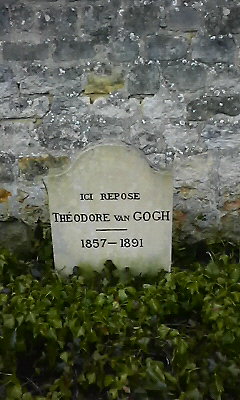 ICI REPOSE
THÉODORE VAN GOGH
1857–1891